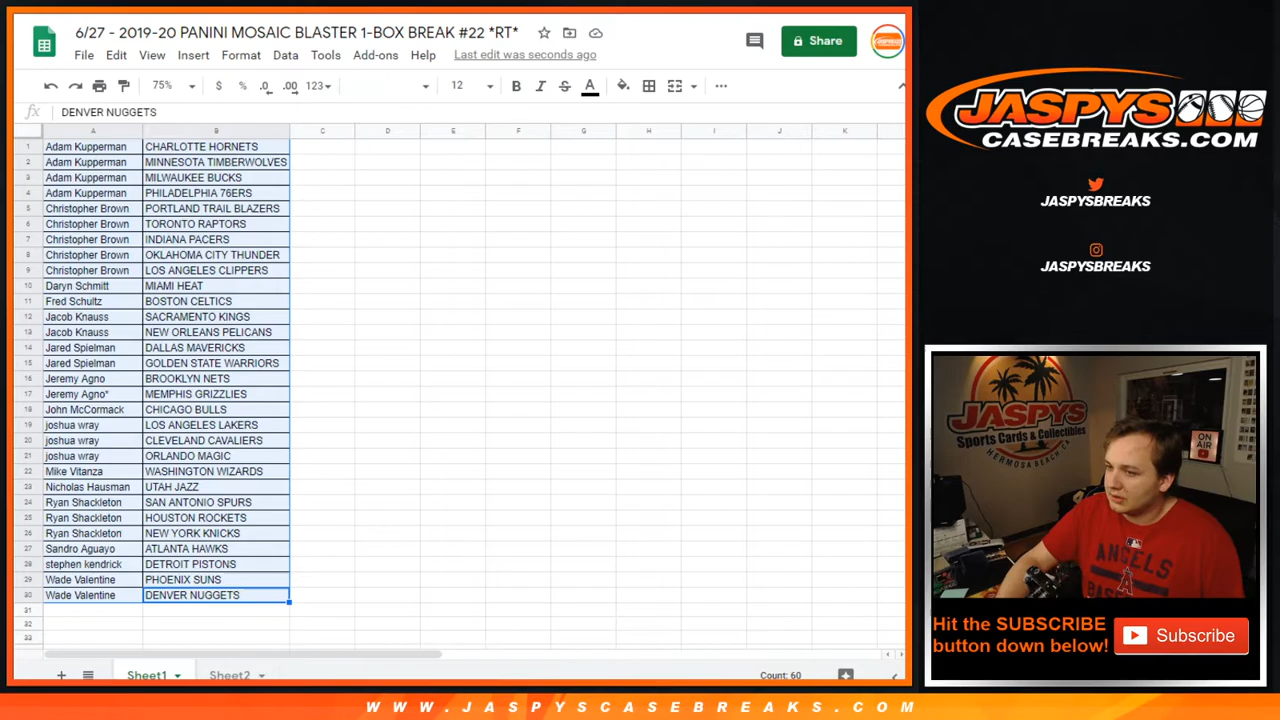 6/27 - 2019-20 PANINI MOSAIC BLASTER 1-BOX BREAK #22 *RT*
File Edit View Insert Format Data Tools Add-ons Help Last edit was seconds ago
Share
75% $ % .0 .00 123 12 B I S A
fx DENVER NUGGETS
A B C D E F G H I J K
1 Adam Kupperman CHARLOTTE HORNETS
2 Adam Kupperman MINNESOTA TIMBERWOLVES
3 Adam Kupperman MILWAUKEE BUCKS
4 Adam Kupperman PHILADELPHIA 76ERS
5 Christopher Brown PORTLAND TRAIL BLAZERS
6 Christopher Brown TORONTO RAPTORS
7 Christopher Brown INDIANA PACERS
8 Christopher Brown OKLAHOMA CITY THUNDER
9 Christopher Brown LOS ANGELES CLIPPERS
10 Daryn Schmitt MIAMI HEAT
11 Fred Schultz BOSTON CELTICS
12 Jacob Knauss SACRAMENTO KINGS
13 Jacob Knauss NEW ORLEANS PELICANS
14 Jared Spielman DALLAS MAVERICKS
15 Jared Spielman GOLDEN STATE WARRIORS
16 Jeremy Agno BROOKLYN NETS
17 Jeremy Agno* MEMPHIS GRIZZLIES
18 John McCormack CHICAGO BULLS
19 joshua wray LOS ANGELES LAKERS
20 joshua wray CLEVELAND CAVALIERS
21 joshua wray ORLANDO MAGIC
22 Mike Vitanza WASHINGTON WIZARDS
23 Nicholas Hausman UTAH JAZZ
24 Ryan Shackleton SAN ANTONIO SPURS
25 Ryan Shackleton HOUSTON ROCKETS
26 Ryan Shackleton NEW YORK KNICKS
27 Sandro Aguayo ATLANTA HAWKS
28 stephen kendrick DETROIT PISTONS
29 Wade Valentine PHOENIX SUNS
30 Wade Valentine DENVER NUGGETS
31
32
33
Sheet1 Sheet2 Count: 60
JASPYS
CASEBREAKS.COM
JASPYSBREAKS
JASPYSBREAKS
JASPYS
Sports Cards & Collectibles
HERMOSA BEACH, CA
ON
AIR
ANGELS
Hit the SUBSCRIBE
button down below!
Subscribe
WWW.JASPYSCASEBREAKS.COM